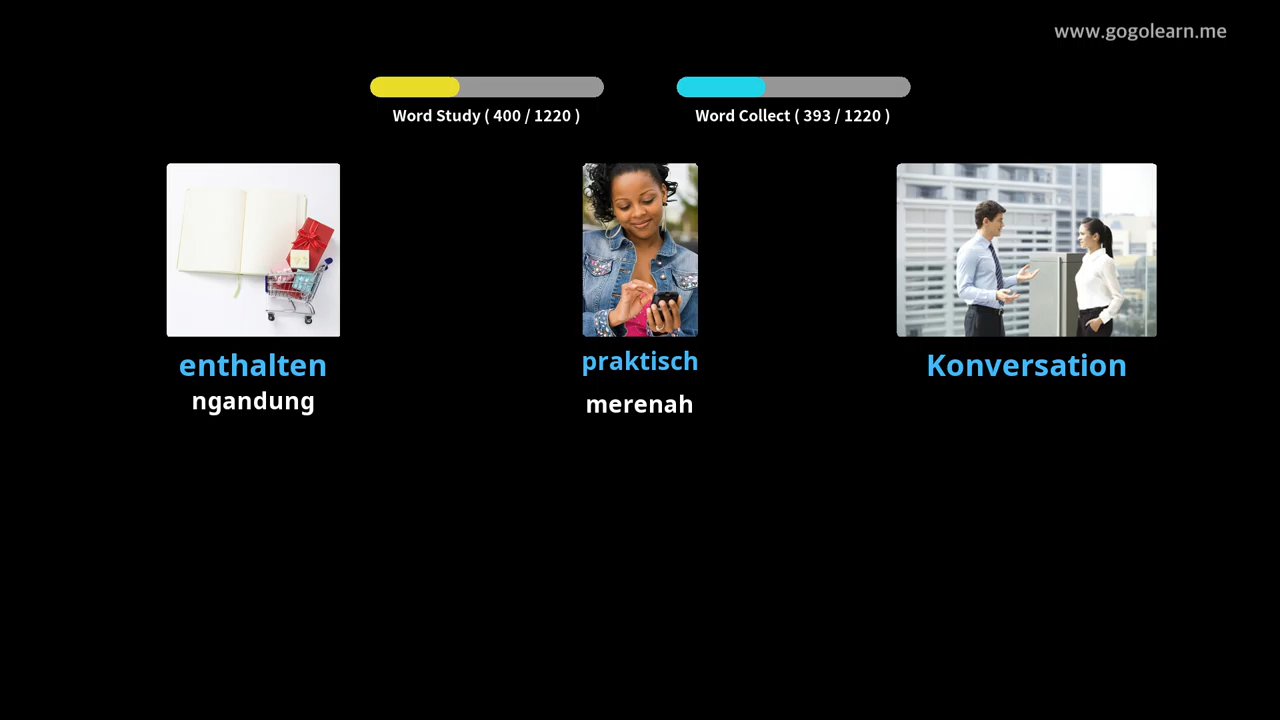 www.gogolearn.me
Word Study ( 400 / 1220 )
Word Collect ( 393 / 1220 )
enthalten
ngandung
praktisch
merenah
Konversation